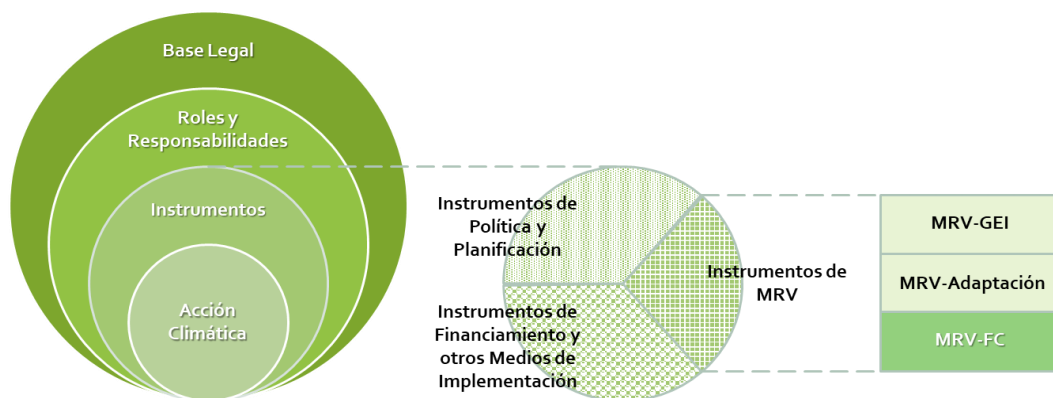 Base Legal
Roles y
Responsabilidades
Instrumentos
Acción
Climática
Instrumentos de
Política y
Planificación
Instrumentos de
Financiamiento y
otros Medios de
Implementación
Instrumentos de
MRV
MRV-GEI
MRV-Adaptación
MRV-FC